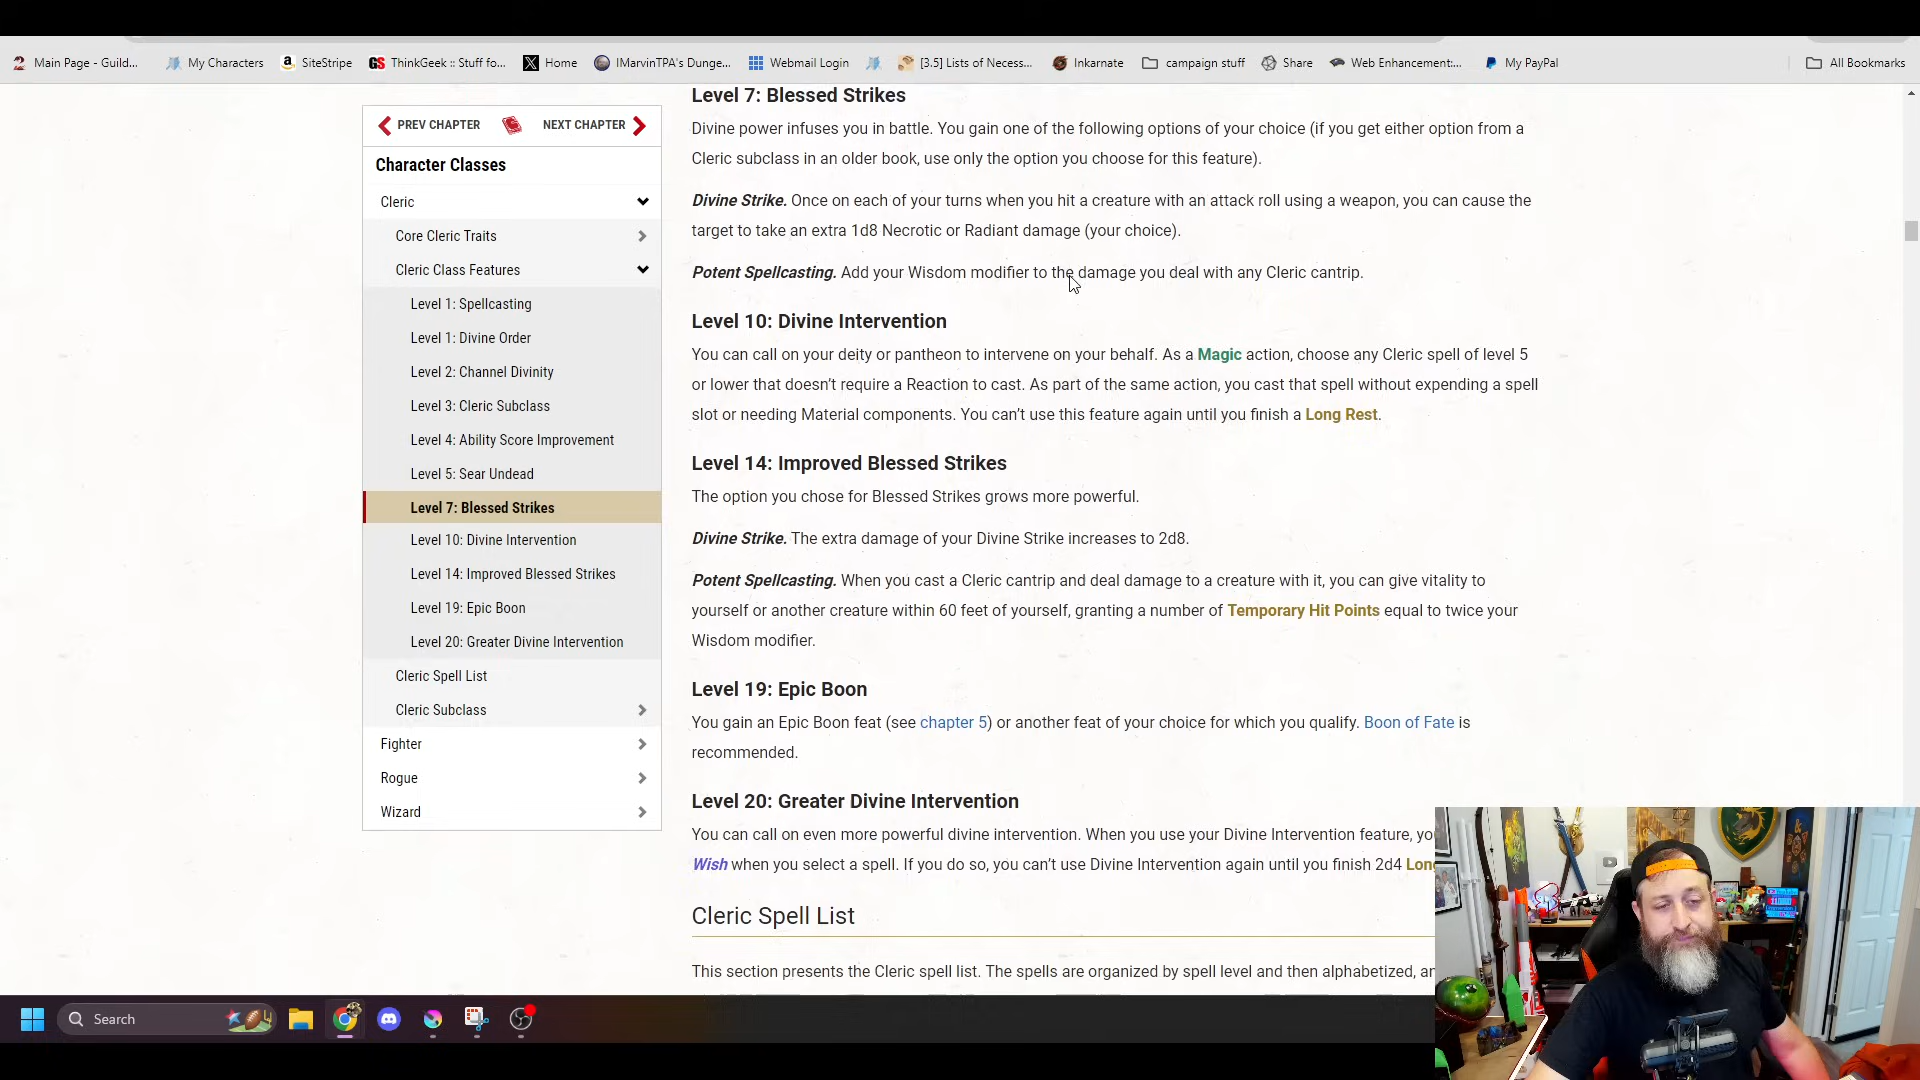 Main Page - Guild...
My Characters
SiteStripe
ThinkGeek :: Stuff fo...
Home
IMarvinTPA's Dunge...
Webmail Login
[3.5] Lists of Necess...
Inkarnate
campaign stuff
Share
Web Enhancement:...
My PayPal
All Bookmarks
PREV CHAPTER
NEXT CHAPTER
Character Classes
Cleric
Core Cleric Traits
Cleric Class Features
Level 1: Spellcasting
Level 1: Divine Order
Level 2: Channel Divinity
Level 3: Cleric Subclass
Level 4: Ability Score Improvement
Level 5: Sear Undead
Level 7: Blessed Strikes
Level 10: Divine Intervention
Level 14: Improved Blessed Strikes
Level 19: Epic Boon
Level 20: Greater Divine Intervention
Cleric Spell List
Cleric Subclass
Fighter
Rogue
Wizard
Level 7: Blessed Strikes
Divine power infuses you in battle. You gain one of the following options of your choice (if you get either option from a
Cleric subclass in an older book, use only the option you choose for this feature).
Divine Strike. Once on each of your turns when you hit a creature with an attack roll using a weapon, you can cause the
target to take an extra 1d8 Necrotic or Radiant damage (your choice).
Potent Spellcasting. Add your Wisdom modifier to the damage you deal with any Cleric cantrip.
Level 10: Divine Intervention
You can call on your deity or pantheon to intervene on your behalf. As a Magic action, choose any Cleric spell of level 5
or lower that doesn't require a Reaction to cast. As part of the same action, you cast that spell without expending a spell
slot or needing Material components. You can't use this feature again until you finish a Long Rest.
Level 14: Improved Blessed Strikes
The option you chose for Blessed Strikes grows more powerful.
Divine Strike. The extra damage of your Divine Strike increases to 2d8.
Potent Spellcasting. When you cast a Cleric cantrip and deal damage to a creature with it, you can give vitality to
yourself or another creature within 60 feet of yourself, granting a number of Temporary Hit Points equal to twice your
Wisdom modifier.
Level 19: Epic Boon
You gain an Epic Boon feat (see chapter 5) or another feat of your choice for which you qualify. Boon of Fate is
recommended.
Level 20: Greater Divine Intervention
You can call on even more powerful divine intervention. When you use your Divine Intervention feature, yo
Wish when you select a spell. If you do so, you can't use Divine Intervention again until you finish 2d4 Lon
Cleric Spell List
This section presents the Cleric spell list. The spells are organized by spell level and then alphabetized, a
Search